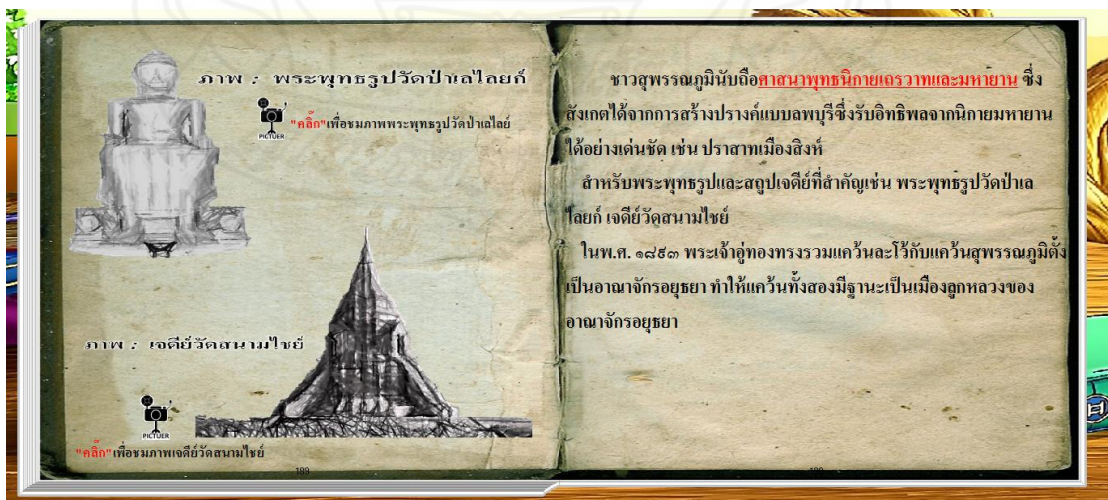 ภาพ : พระพุทธรูปวัดป่าเลไลยก์
PICTUER
"คลิ๊ก"เพื่อชมภาพพระพุทธรูปวัดป่าเลไลย์
ภาพ : เจดีย์วัดสนามไชย์
PICTUER
"คลิ๊ก"เพื่อชมภาพเจดีย์วัดสนามไชย์
189
ชาวสุพรรณภูมินับถือศาสนาพุทธนิกายเถรวาทและมหายาน ซึ่ง
สังเกตได้จากการสร้างปรางค์แบบลพบุรีซึ่งรับอิทธิพลจากนิกายมหายาน
ได้อย่างเด่นชัด เช่น ปราสาทเมืองสิงห์
สำหรับพระพุทธรูปและสถูปเจดีย์ที่สำคัญเช่น พระพุทธรูปวัดป่าเล
ไลยก์ เจดีย์วัดสนามไชย์
ในพ.ศ. ๑๘๙๓ พระเจ้าอู่ทองทรงรวมแคว้นละโว้กับแคว้นสุพรรณภูมิตั้ง
เป็นอาณาจักรอยุธยา ทำให้แคว้นทั้งสองมีฐานะเป็นเมืองลูกหลวงของ
อาณาจักรอยุธยา